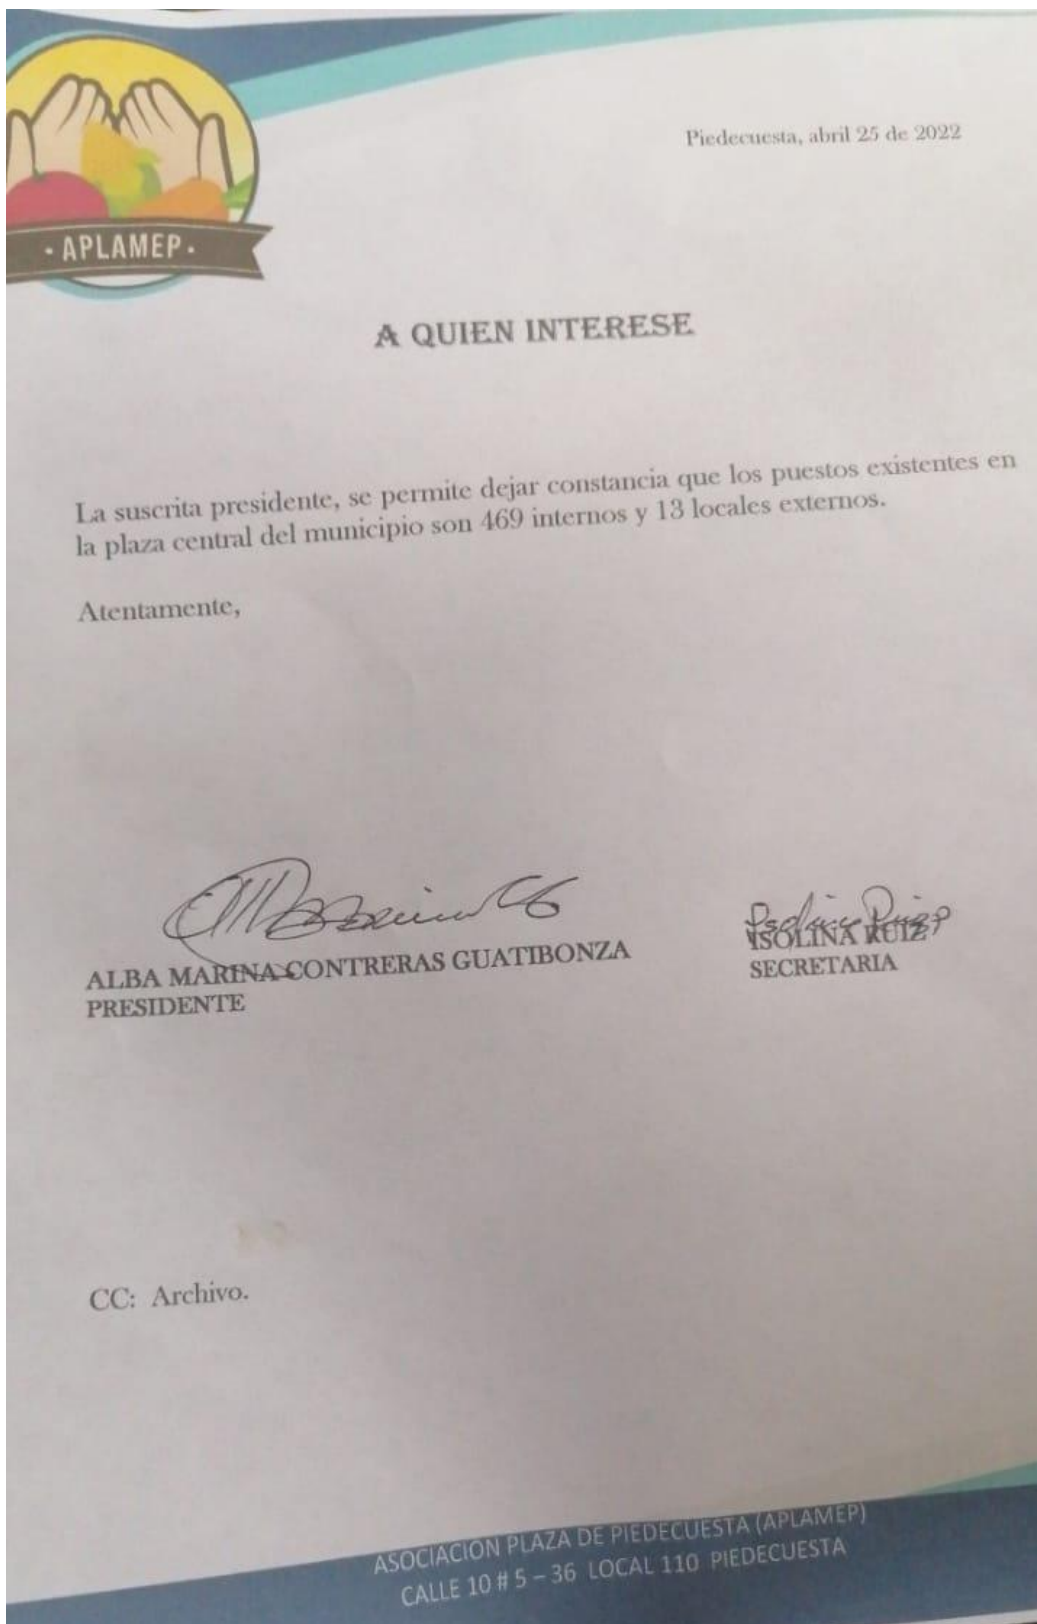 · APLAMEP ·
Piedecuesta, abril 25 de 2022
A QUIEN INTERESE
La suscrita presidente, se permite dejar constancia que los puestos existentes en
la plaza central del municipio son 469 internos y 13 locales externos.
Atentamente,
ALBA MARINA CONTRERAS GUATIBONZA
PRESIDENTE
Isolina Ruiz
ISOLINA RUIZ
SECRETARIA
CC: Archivo.
ASOCIACION PLAZA DE PIEDECUESTA (APLAMEP)
CALLE 10 # 5 – 36 LOCAL 110 PIEDECUESTA